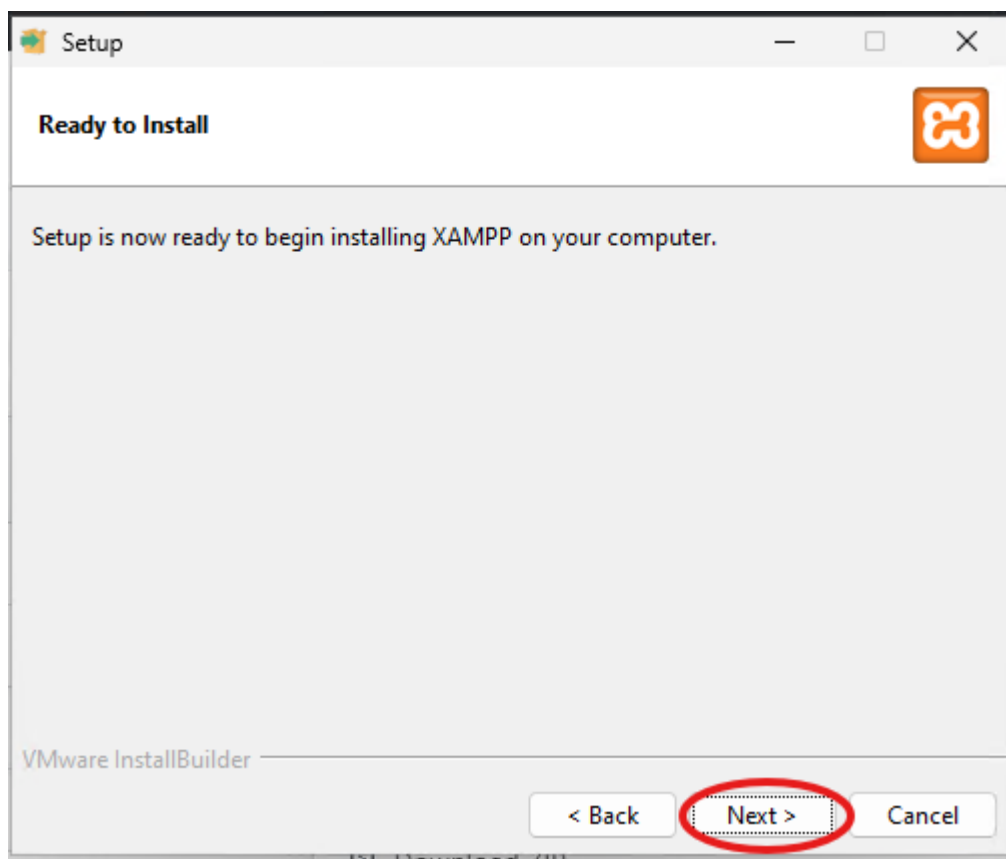 Setup
Ready to Install
Setup is now ready to begin installing XAMPP on your computer.
VMware InstallBuilder
< Back Next > Cancel